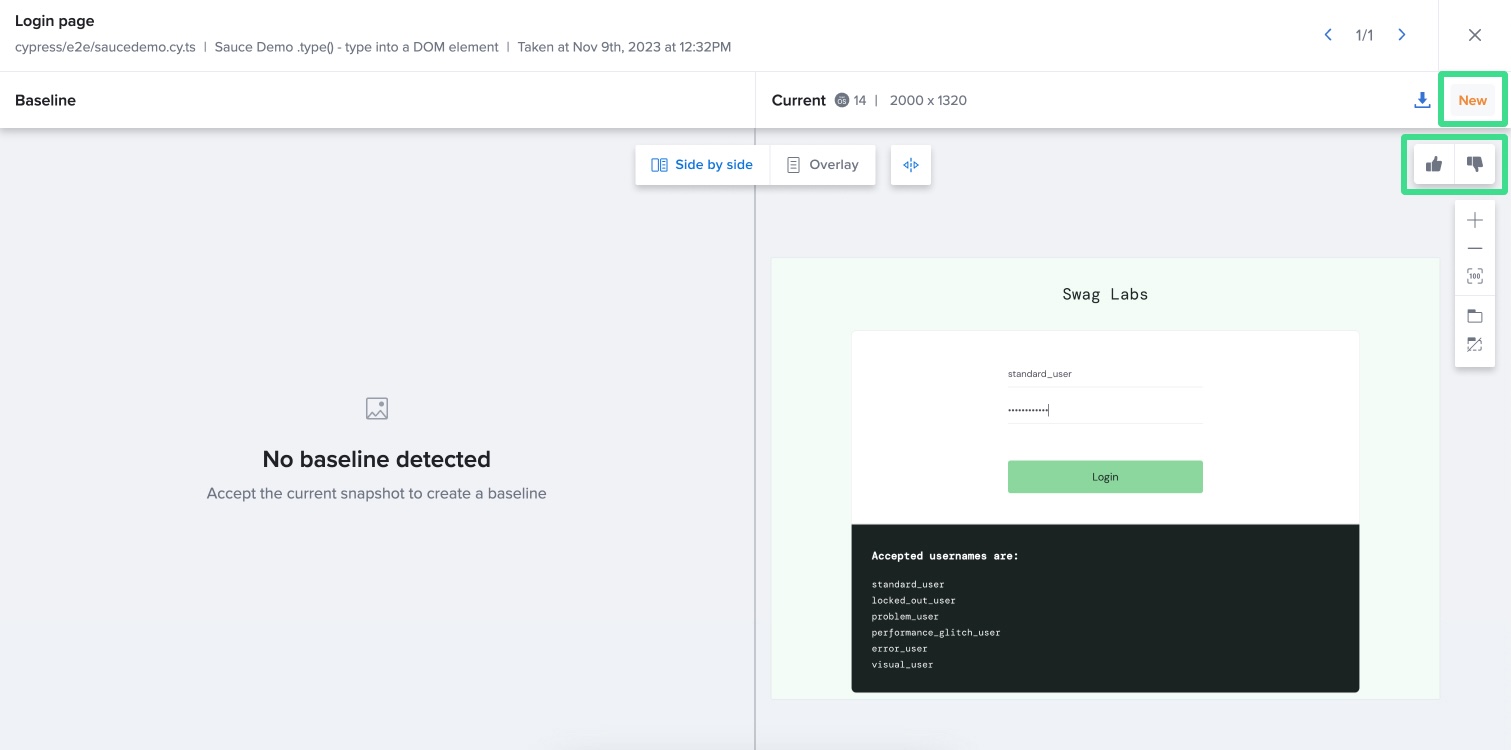 Login page
cypress/e2e/saucedemo.cy.ts | Sauce Demo .type() - type into a DOM element | Taken at Nov 9th, 2023 at 12:32PM
1/1
Baseline
Current macOS 14 | 2000 x 1320
New
Side by side
Overlay
100
No baseline detected
Accept the current snapshot to create a baseline
Swag Labs
standard_user
••••••••••••
Login
Accepted usernames are:
standard_user
locked_out_user
problem_user
performance_glitch_user
error_user
visual_user